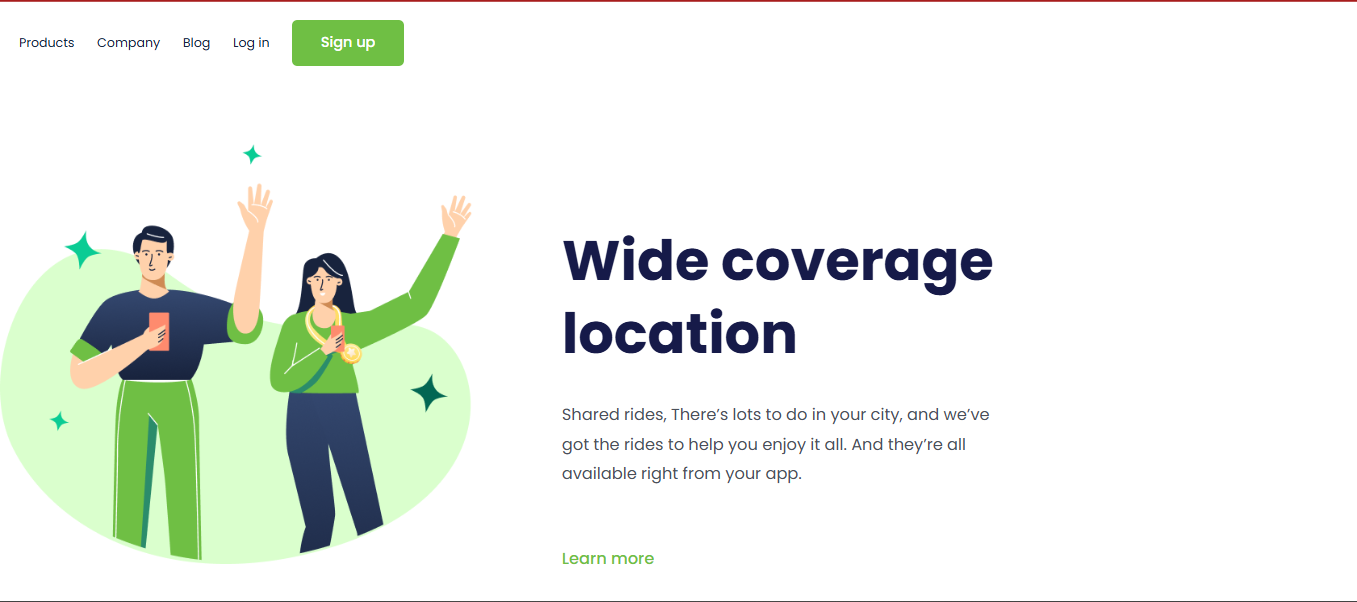 Products Company Blog Log in Sign up
Wide coverage
location
Shared rides, There’s lots to do in your city, and we’ve
got the rides to help you enjoy it all. And they’re all
available right from your app.
Learn more